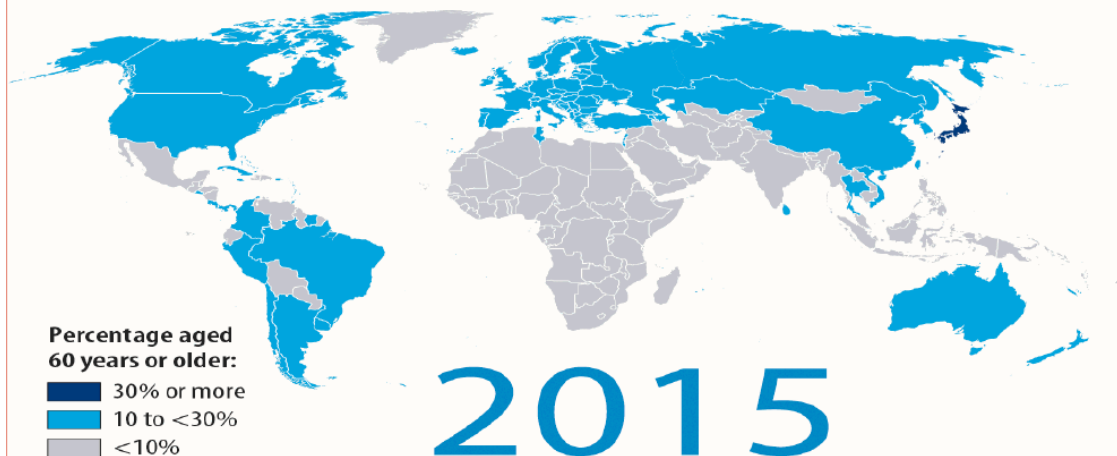 Percentage aged
60 years or older:
30% or more
10 to <30%
<10%
2015